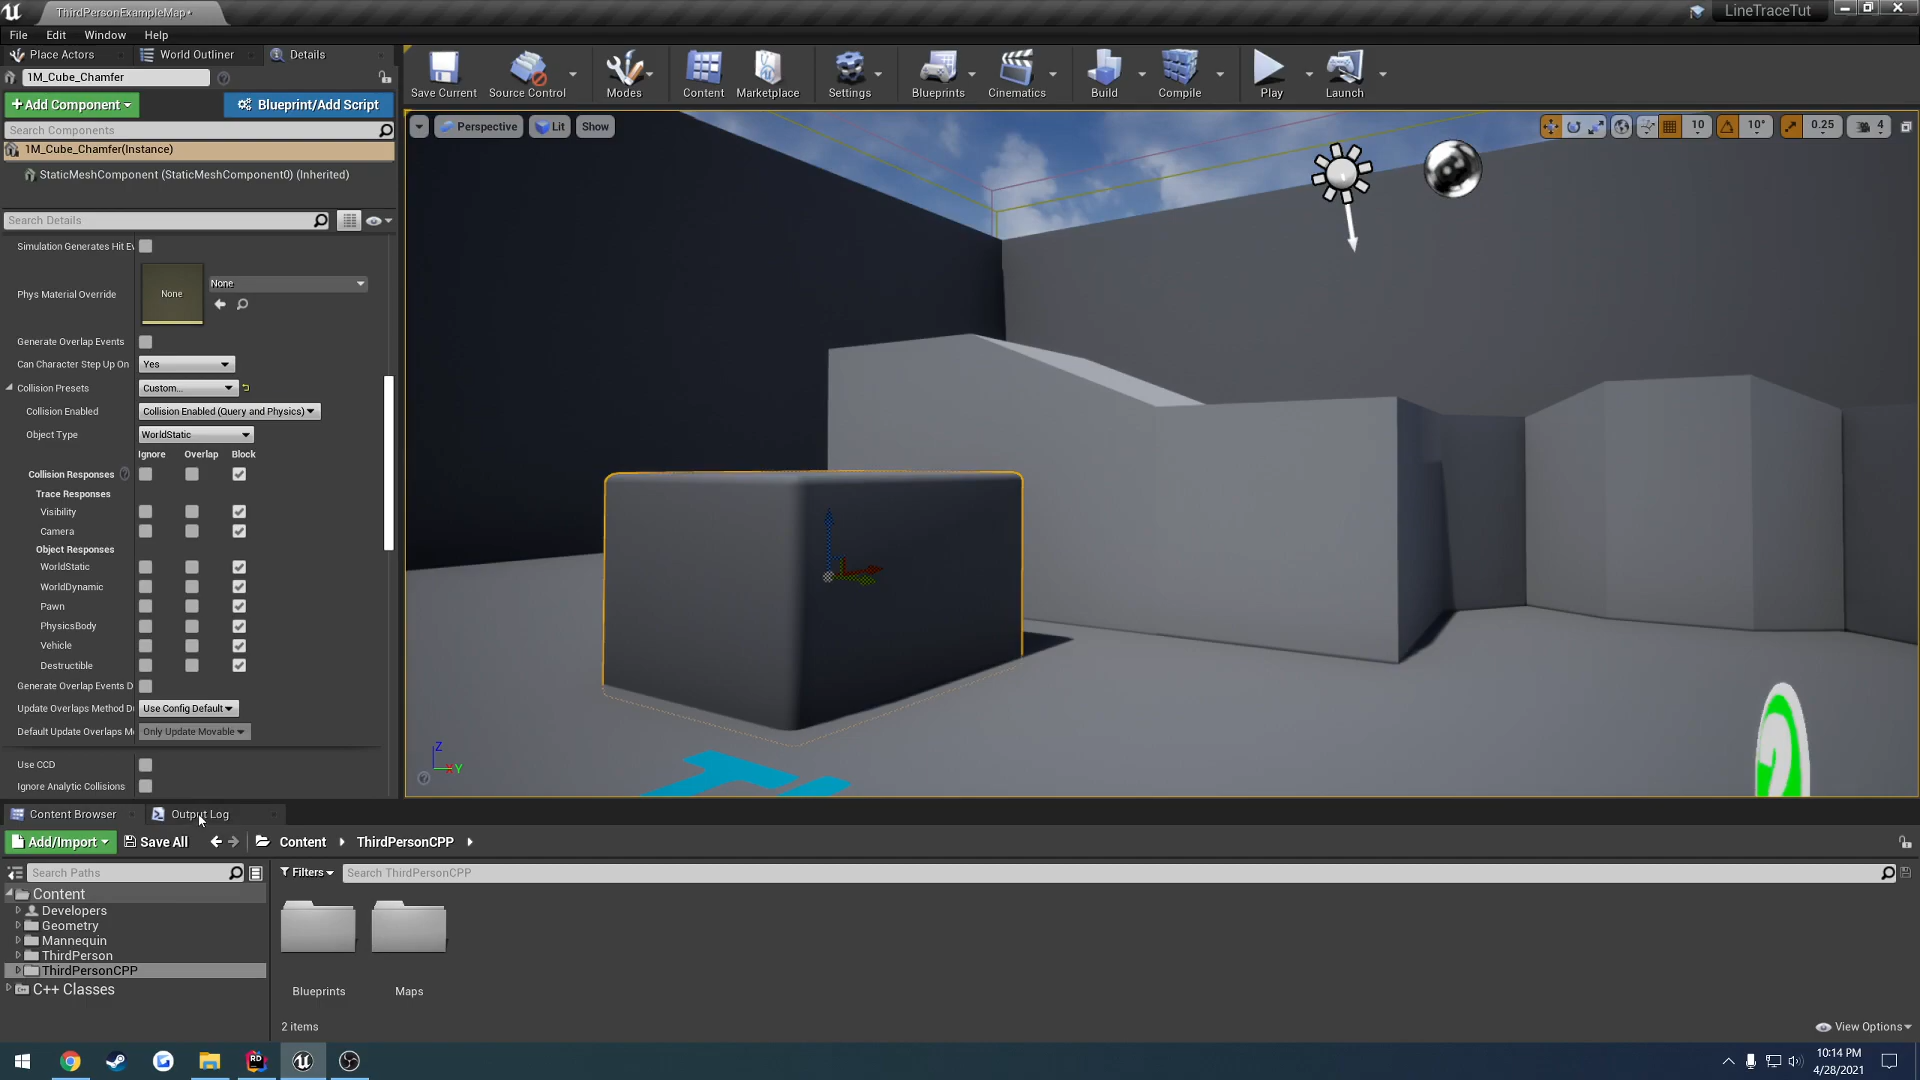 ThirdPersonExampleMap•
LineTraceTut
File Edit Window Help
Place Actors World Outliner Details
1M_Cube_Chamfer
+Add Component Blueprint/Add Script
Search Components
1M_Cube_Chamfer(Instance)
StaticMeshComponent (StaticMeshComponent0) (Inherited)
Search Details
Save Current Source Control Modes Content Marketplace Settings Blueprints Cinematics Build Compile Play Launch
Perspective Lit Show
10 10° 0.25 4
Simulation Generates Hit Ev
Phys Material Override None None
Generate Overlap Events
Can Character Step Up On Yes
Collision Presets Custom...
Collision Enabled Collision Enabled (Query and Physics)
Object Type WorldStatic
Ignore Overlap Block
Collision Responses
Trace Responses
Visibility
Camera
Object Responses
WorldStatic
WorldDynamic
Pawn
PhysicsBody
Vehicle
Destructible
Generate Overlap Events D
Update Overlaps Method Du Use Config Default
Default Update Overlaps M Only Update Movable
Use CCD
Ignore Analytic Collisions
Z
Y
Content Browser Output Log
Add/Import Save All Content ThirdPersonCPP
Search Paths Filters Search ThirdPersonCPP
Content
Developers
Geometry
Mannequin
ThirdPerson
ThirdPersonCPP
C++ Classes
Blueprints Maps
2 items View Options
10:14 PM
4/28/2021